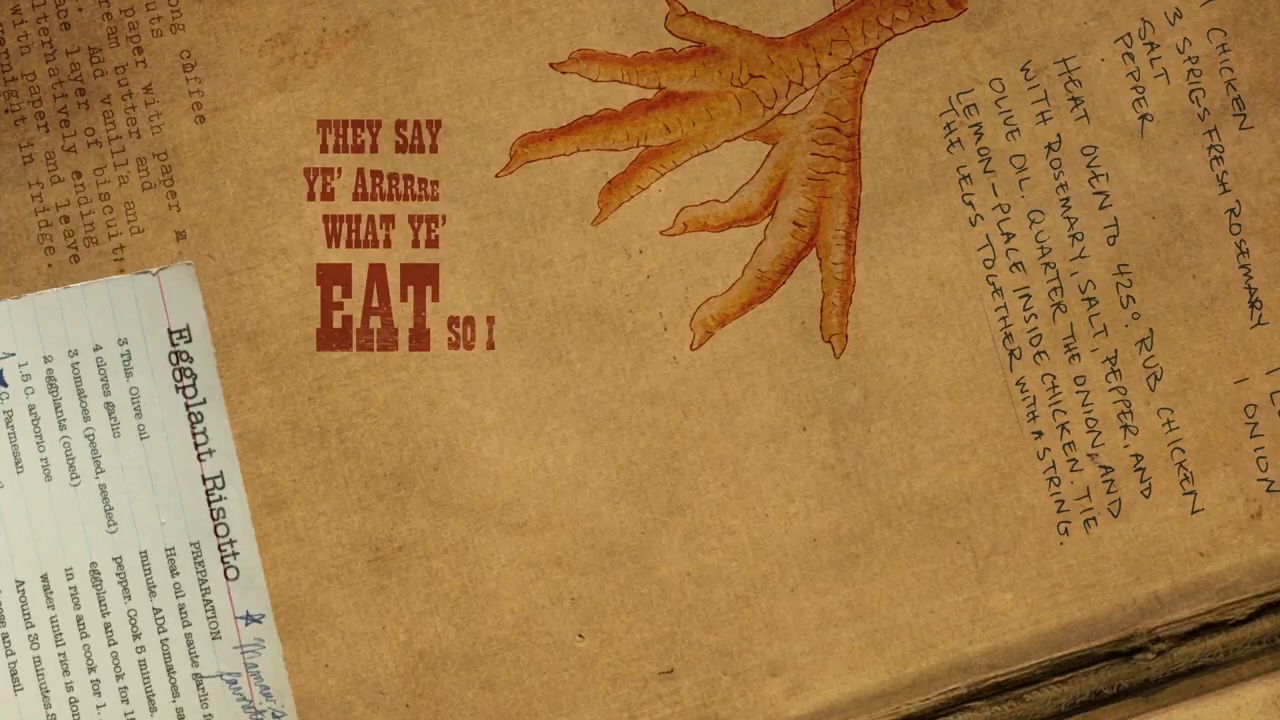 ong coffee
uts
paper with paper
ream butter and
Add vanilla and
ace layer of biscuit
lternatively ending
with paper and leave
vernight in fridge.
THEY SAY
YE' ARRRRE
WHAT YE'
EAT SO I
1 CHICKEN
3 SPRIGS FRESH ROSEMARY
SALT
PEPPER
1 ONION
HEAT OVEN TO 425°. RUB CHICKEN
WITH ROSEMARY, SALT, PEPPER, AND
OLIVE OIL. QUARTER THE ONION, AND
LEMON - PLACE INSIDE CHICKEN. TIE
THE LEGS TOGETHER WITH A STRING.
Eggplant Risotto
3 Tbls. Olive oil
4 cloves garlic
3 tomatoes (peeled, seeded)
2 eggplants (cubed)
1.5 C. arborio rice
C. Parmesan
PREPARATION
Heat oil and saute garlic f
minute. ADd tomatoes, sa
pepper. Cook 5 minutes.
eggplant and cook for 1
in rice and cook for 1.
water until rice is don
Around 30 minutes.
and basil.
Mamaw's
favorite